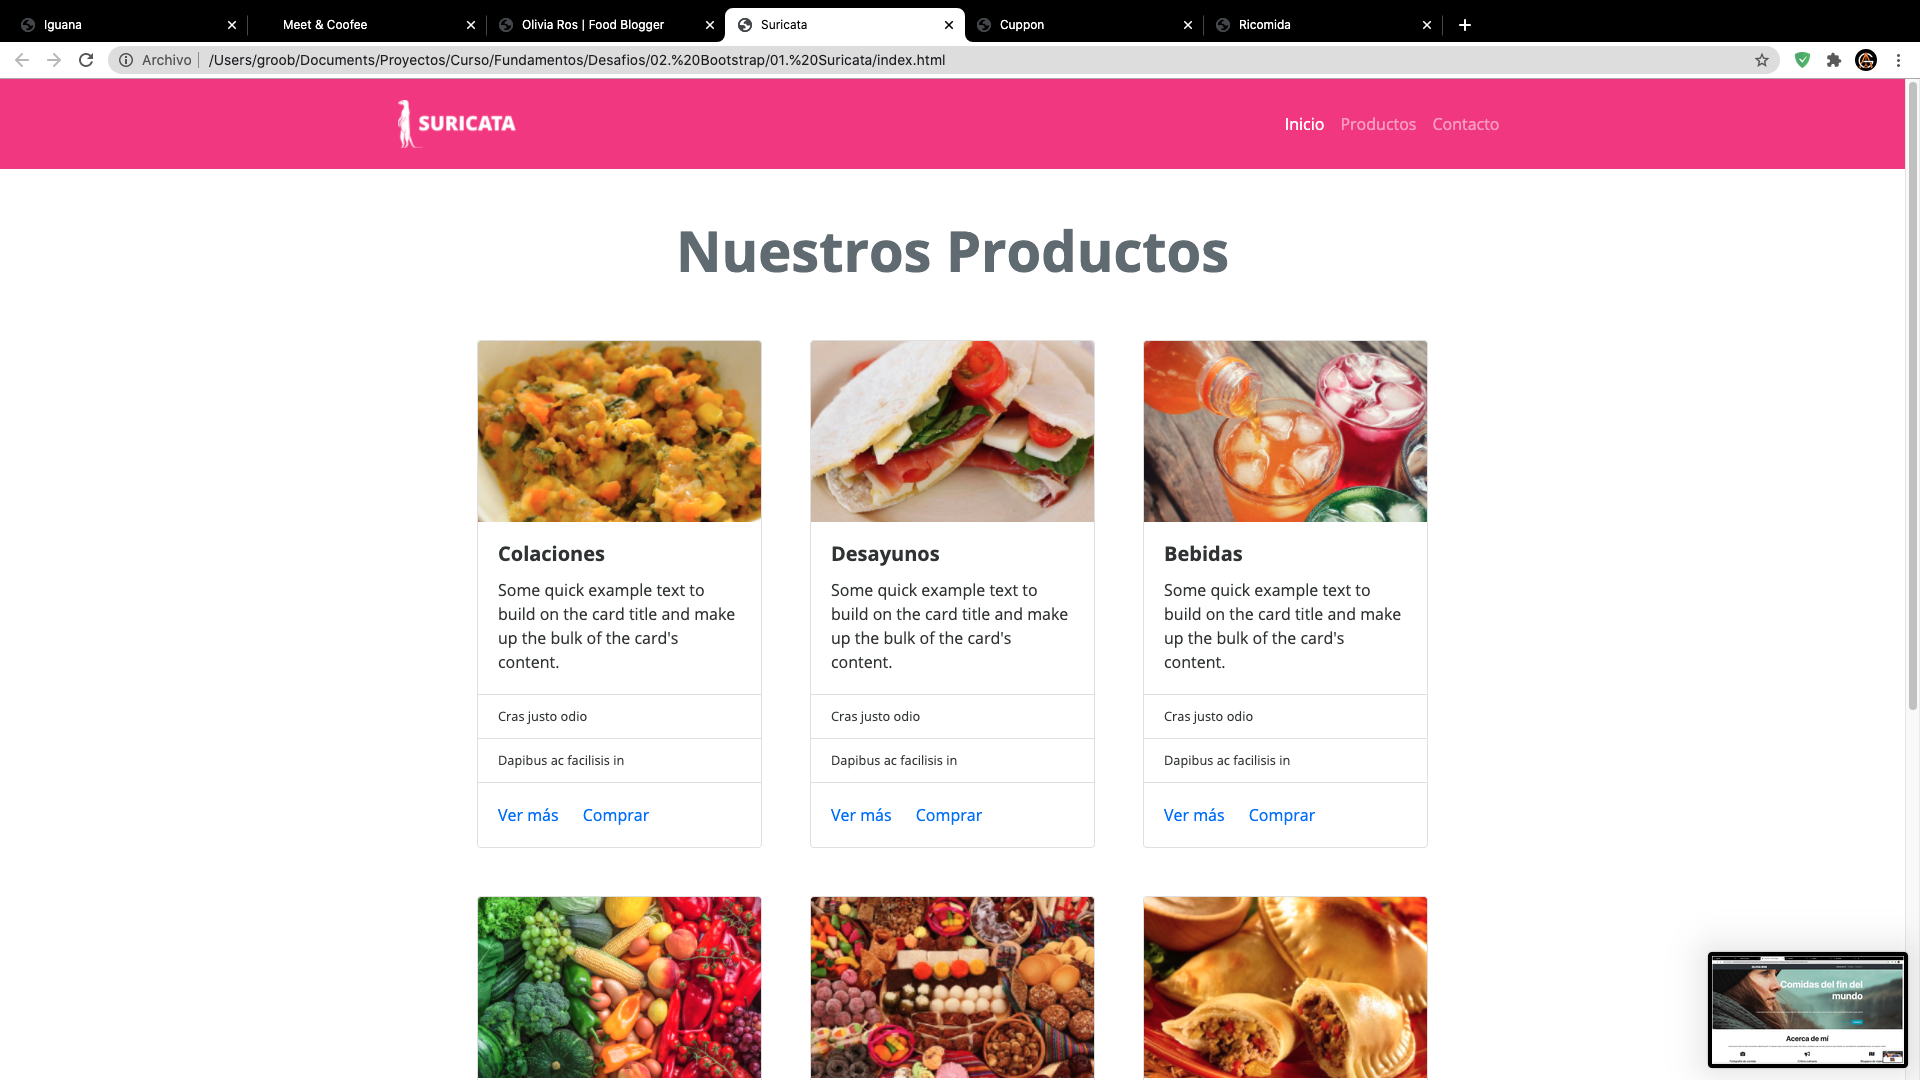 Iguana
Meet & Coofee
Olivia Ros | Food Blogger
Suricata
Cuppon
Ricomida
Archivo
/Users/groob/Documents/Proyectos/Curso/Fundamentos/Desafios/02.%20Bootstrap/01.%20Suricata/index.html
SURICATA
Inicio
Productos
Contacto
Nuestros Productos
Colaciones
Some quick example text to
build on the card title and make
up the bulk of the card's
content.
Cras justo odio
Dapibus ac facilisis in
Ver más
Comprar
Desayunos
Some quick example text to
build on the card title and make
up the bulk of the card's
content.
Cras justo odio
Dapibus ac facilisis in
Ver más
Comprar
Bebidas
Some quick example text to
build on the card title and make
up the bulk of the card's
content.
Cras justo odio
Dapibus ac facilisis in
Ver más
Comprar
Comidas del fin del
mundo
Acerca de mí